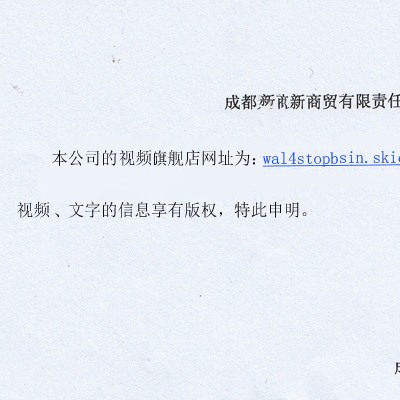 成都新新商贸有限责任
本公司的视频旗舰店网址为：wal4stopbsin.ski
视频、文字的信息享有版权，特此申明。